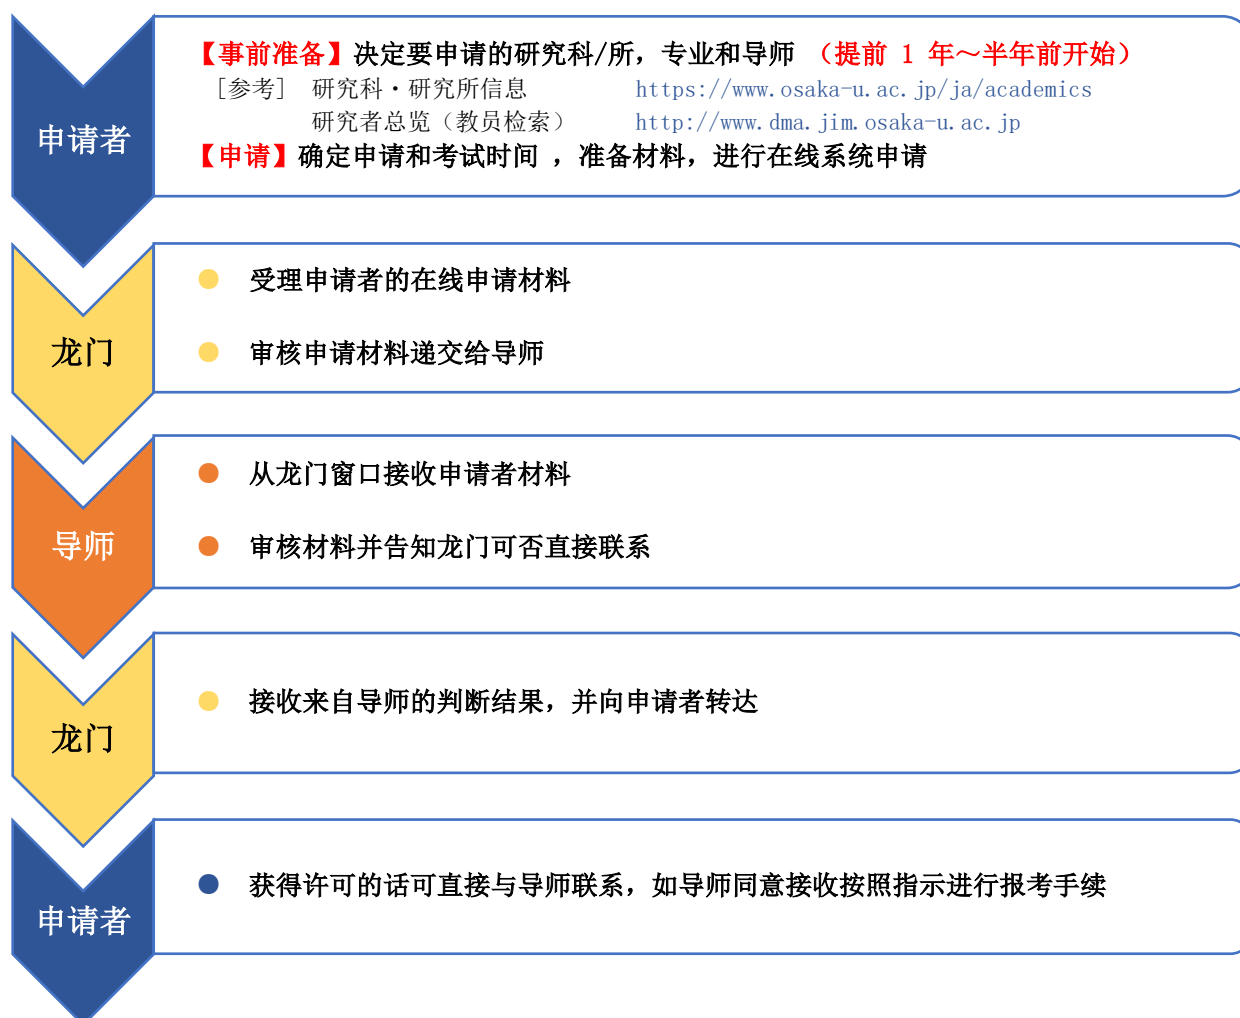 申请者
【事前准备】决定要申请的研究科/所，专业和导师 （提前 1 年～半年前开始）
[参考] 研究科・研究所信息 https://www.osaka-u.ac.jp/ja/academics
研究者总览（教员检索） http://www.dma.jim.osaka-u.ac.jp
【申请】确定申请和考试时间 ，准备材料，进行在线系统申请
龙门
受理申请者的在线申请材料
审核申请材料递交给导师
导师
从龙门窗口接收申请者材料
审核材料并告知龙门可否直接联系
龙门
接收来自导师的判断结果，并向申请者转达
申请者
获得许可的话可直接与导师联系，如导师同意接收按照指示进行报考手续